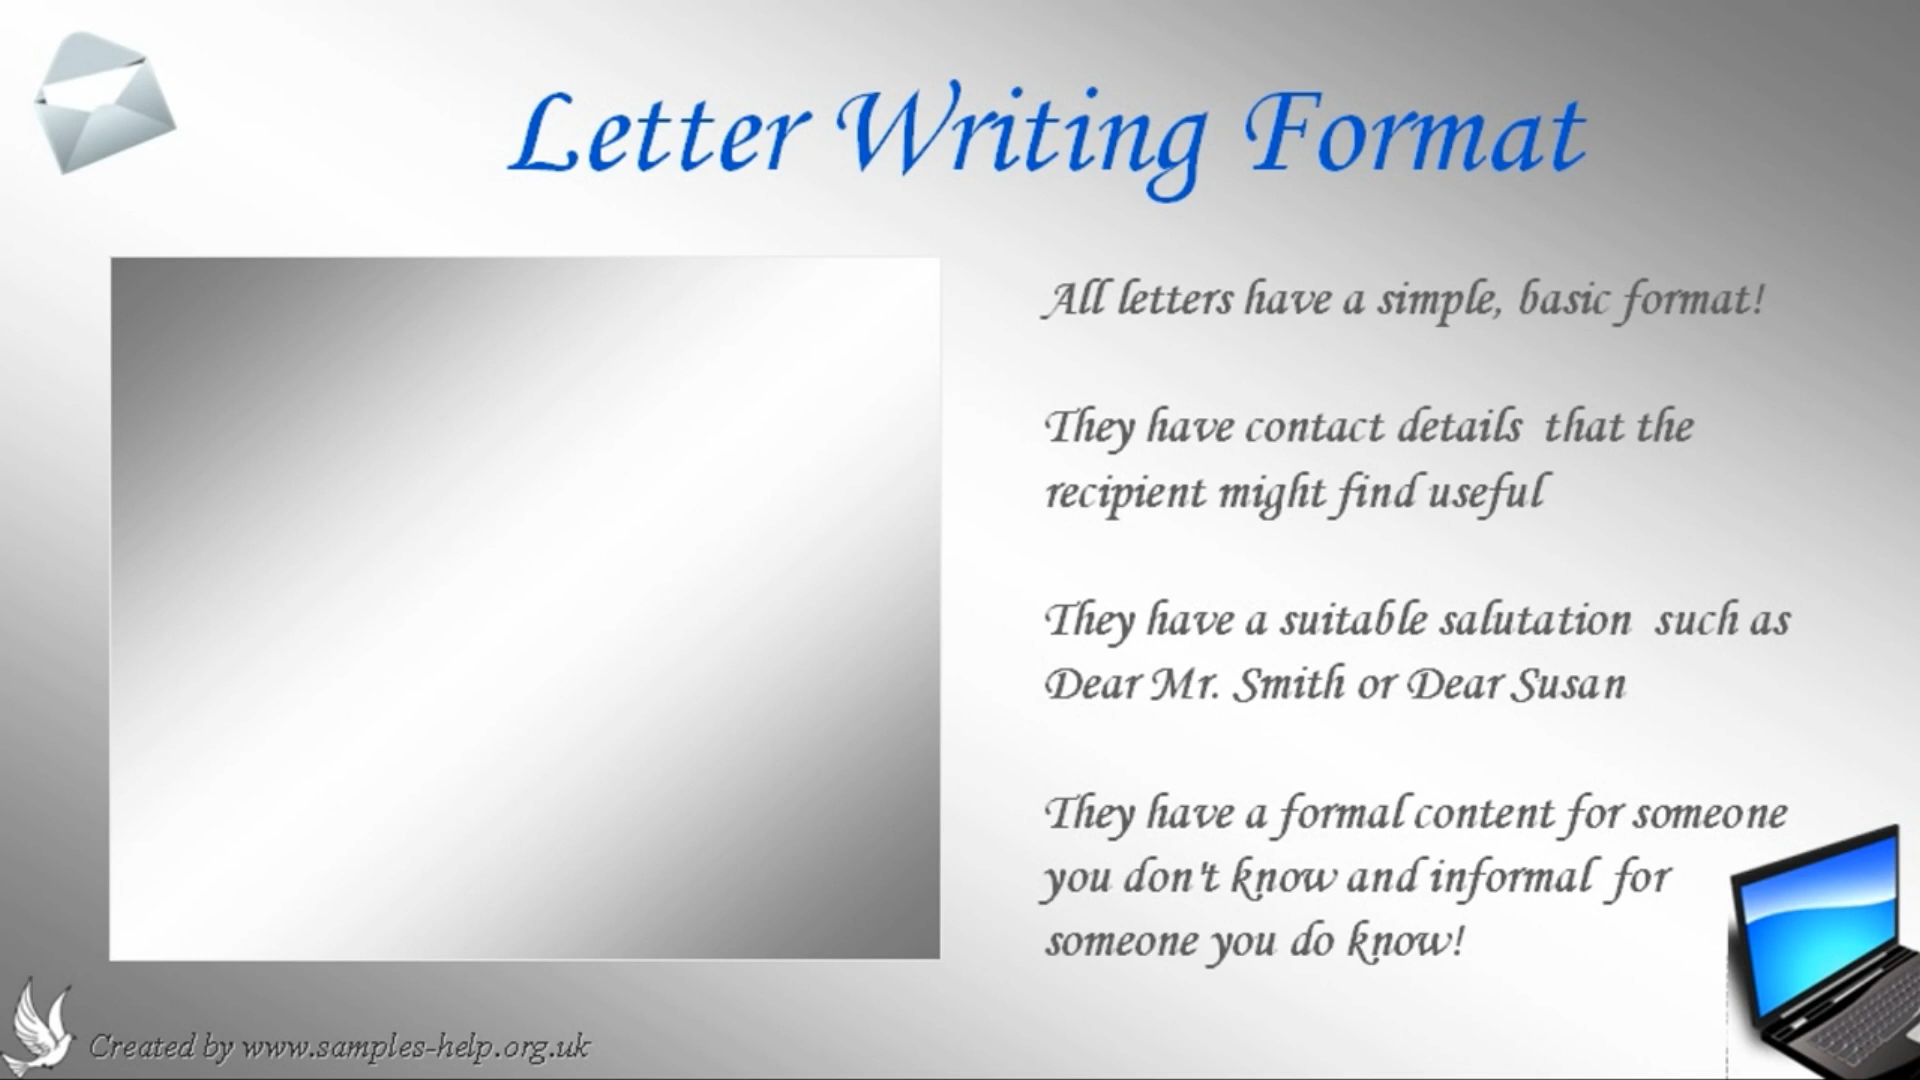 Letter Writing Format
All letters have a simple, basic format!
They have contact details that the
recipient might find useful
They have a suitable salutation such as
Dear Mr. Smith or Dear Susan
They have a formal content for someone
you don't know and informal for
someone you do know!
Created by www.samples-help.org.uk